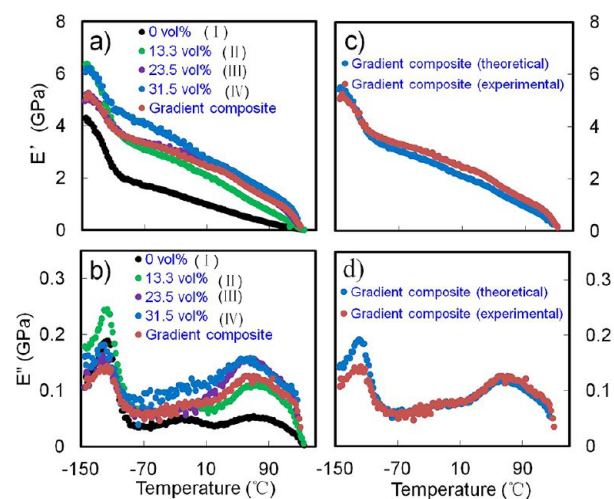 a)
0 vol% (I)
13.3 vol% (II)
23.5 vol% (III)
31.5 vol% (IV)
Gradient composite
8
6
4
2
0
E' (GPa)
c)
Gradient composite (theoretical)
Gradient composite (experimental)
8
6
4
2
0
b)
0 vol% (I)
13.3 vol% (II)
23.5 vol% (III)
31.5 vol% (IV)
Gradient composite
0.3
0.2
0.1
0
E" (GPa)
-150 -70 10 90
Temperature (℃)
d)
Gradient composite (theoretical)
Gradient composite (experimental)
0.3
0.2
0.1
0
-150 -70 10 90
Temperature (℃)